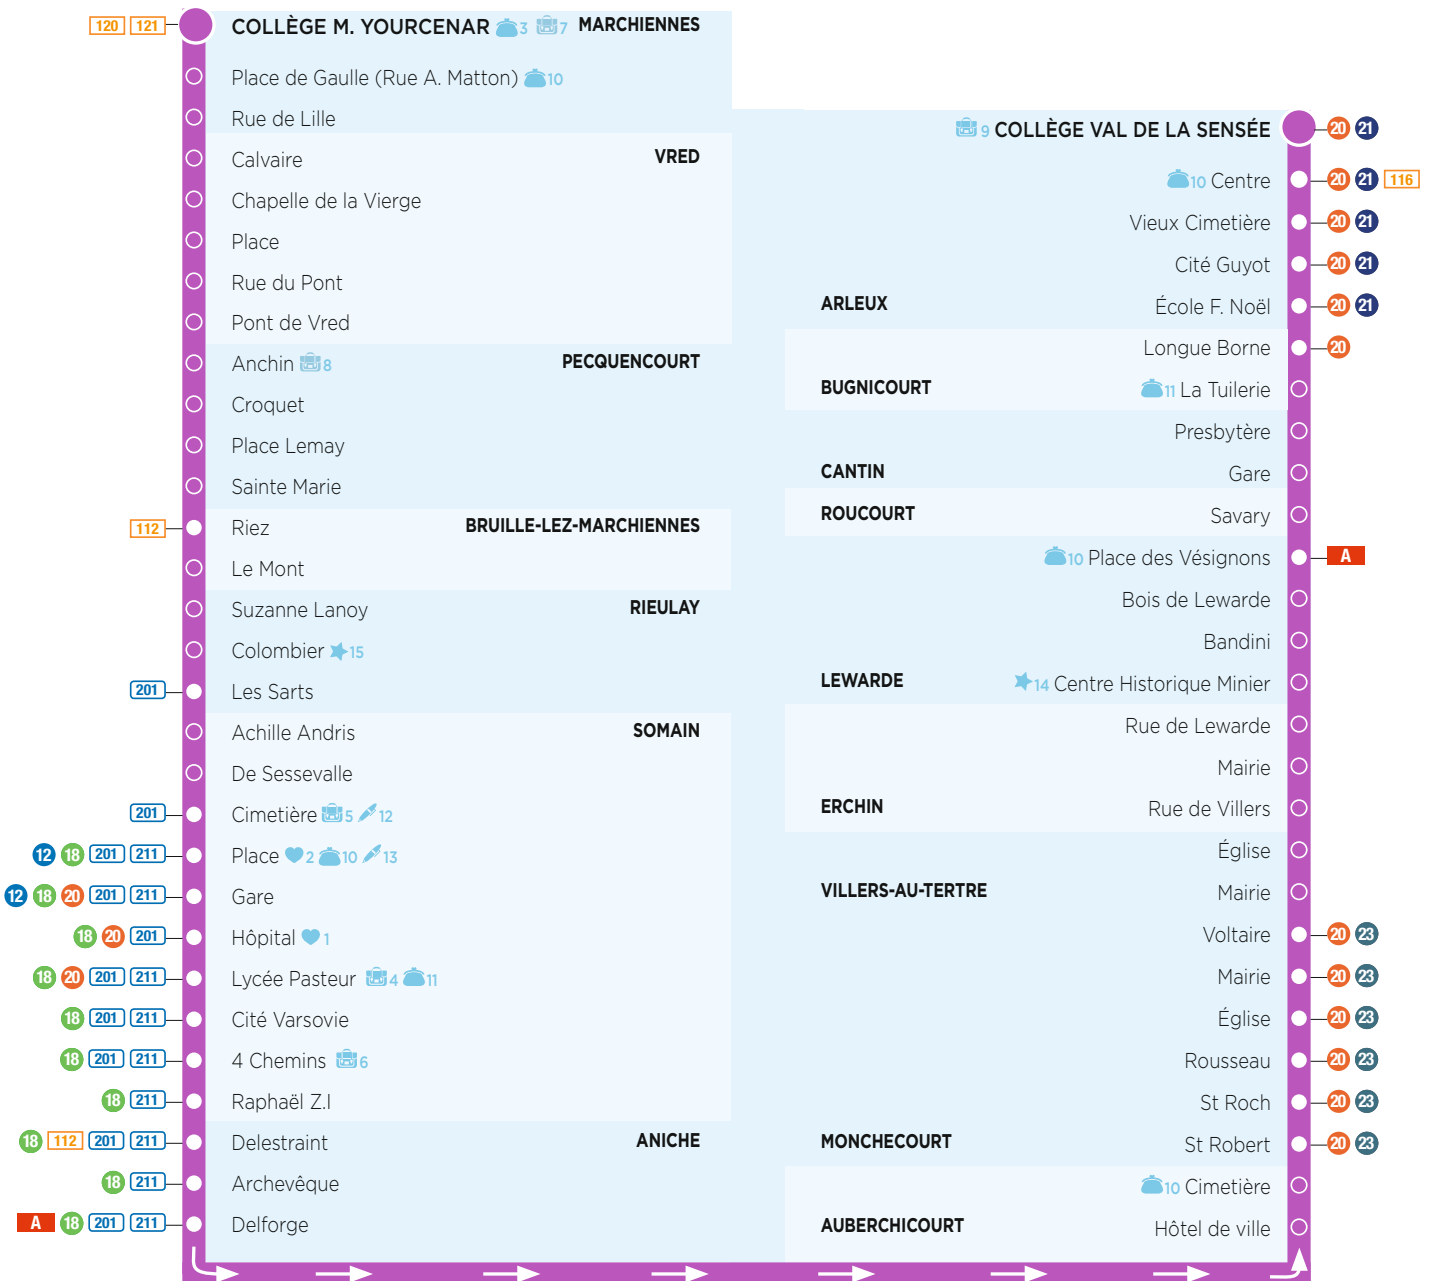 120 121 COLLÈGE M. YOURCENAR 3 7 MARCHIENNES
Place de Gaulle (Rue A. Matton) 10
Rue de Lille
Calvaire VRED
Chapelle de la Vierge
Place
Rue du Pont
Pont de Vred
Anchin 8 PECQUENCOURT
Croquet
Place Lemay
Sainte Marie
112 Riez BRUILLE-LEZ-MARCHIENNES
Le Mont
Suzanne Lanoy RIEULAY
Colombier 15
201 Les Sarts
Achille Andris SOMAIN
De Sessevalle
201 Cimetière 5 12
12 18 201 211 Place 2 10 13
12 18 20 201 211 Gare
18 20 201 Hôpital 1
18 20 201 211 Lycée Pasteur 4 11
18 201 211 Cité Varsovie
18 201 211 4 Chemins 6
18 211 Raphaël Z.I
18 112 201 211 Delestraint ANICHE
18 211 Archevêque
A 18 201 211 Delforge
9 COLLÈGE VAL DE LA SENSÉE 20 21
10 Centre 20 21 116
Vieux Cimetière 20 21
Cité Guyot 20 21
ARLEUX École F. Noël 20 21
Longue Borne 20
BUGNICOURT 11 La Tuilerie
Presbytère
CANTIN Gare
ROUCOURT Savary
10 Place des Vésignons A
Bois de Lewarde
Bandini
LEWARDE 14 Centre Historique Minier
Rue de Lewarde
Mairie
ERCHIN Rue de Villers
Église
VILLERS-AU-TERTRE Mairie
Voltaire 20 23
Mairie 20 23
Église 20 23
Rousseau 20 23
St Roch 20 23
MONCHECOURT St Robert 20 23
10 Cimetière
AUBERCHICOURT Hôtel de ville